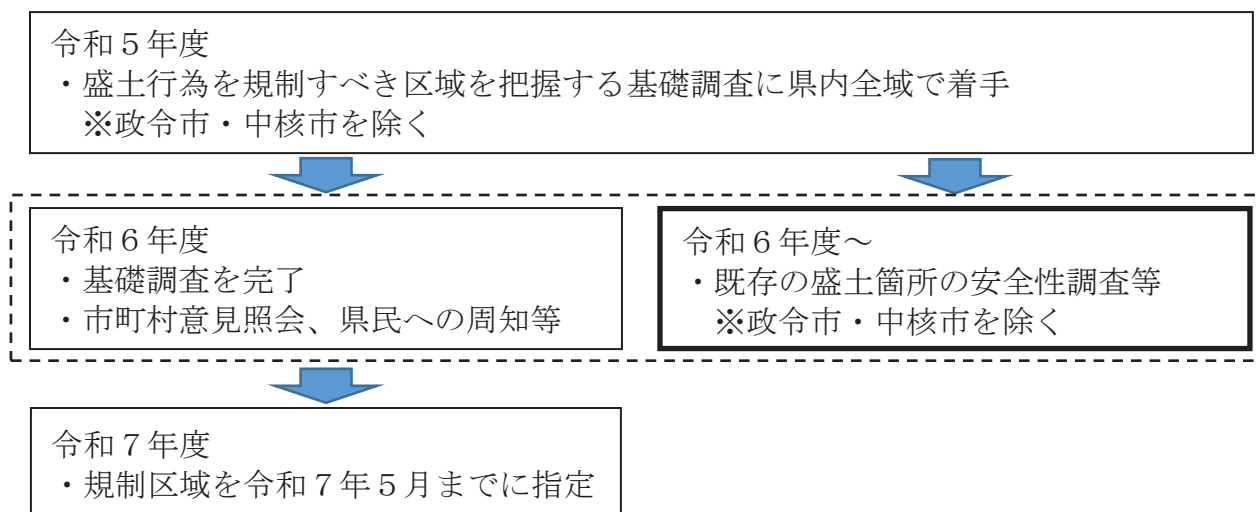 令和５年度
・盛土行為を規制すべき区域を把握する基礎調査に県内全域で着手
※政令市・中核市を除く
令和６年度
・基礎調査を完了
・市町村意見照会、県民への周知等
令和６年度～
・既存の盛土箇所の安全性調査等
※政令市・中核市を除く
令和７年度
・規制区域を令和７年５月までに指定